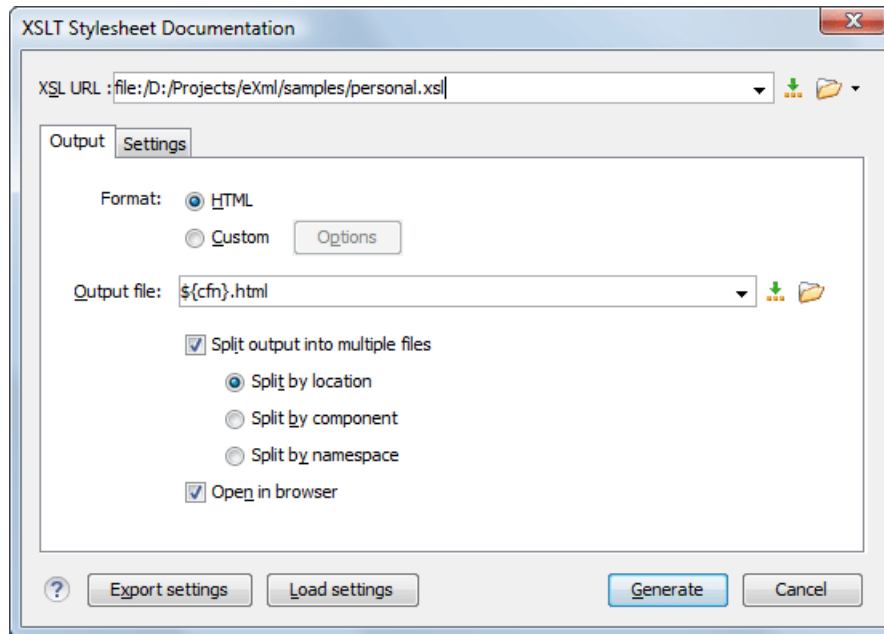 XSLT Stylesheet Documentation
XSL URL : file:/D:/Projects/eXml/samples/personal.xsl
Output Settings
Format: HTML
Custom Options
Output file: ${cfn}.html
Split output into multiple files
Split by location
Split by component
Split by namespace
Open in browser
? Export settings Load settings Generate Cancel